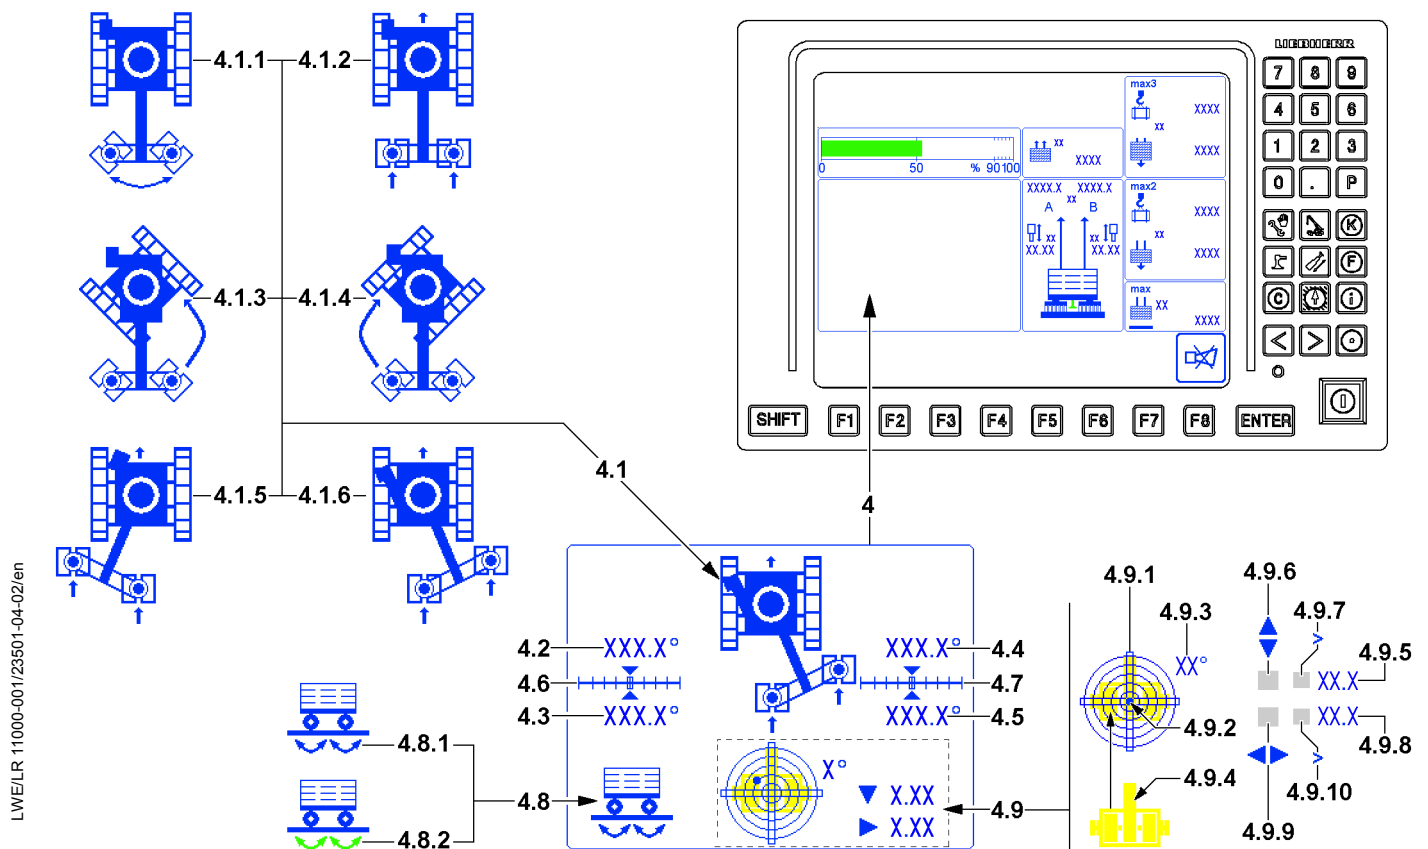 4.1.1
4.1.2
4.1.3
4.1.4
4.1.5
4.1.6
4.1
LIEBHERR
7 8 9
4 5 6
1 2 3
0 . P
K
F
C i
< >
SHIFT F1 F2 F3 F4 F5 F6 F7 F8 ENTER
0 50 % 90 100
xx
XXXX
XXXX.X XXXX.X
xx
A B
xx xx
XX.XX XX.XX
max3
XXXX
xx
XXXX
max2
XXXX
xx
XXXX
max
xx
XXXX
4
4.2 XXX.X° XXX.X° 4.4
4.6 4.7
4.3 XXX.X° XXX.X° 4.5
4.8.1
4.8
4.8.2
X°
X.XX
X.XX
4.9
4.9.1
4.9.3
XX°
4.9.2
4.9.4
4.9.6
4.9.7
> XX.X 4.9.5
XX.X
4.9.8
>
4.9.10
4.9.9
LWE/LR 11000-001/23501-04-02/en